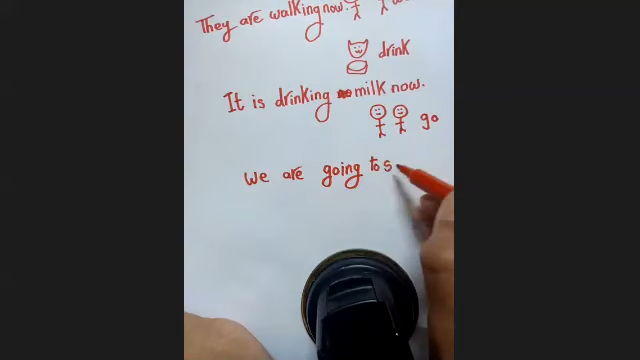 They are walking now.
drink
It is drinking milk now.
go
We are going to s